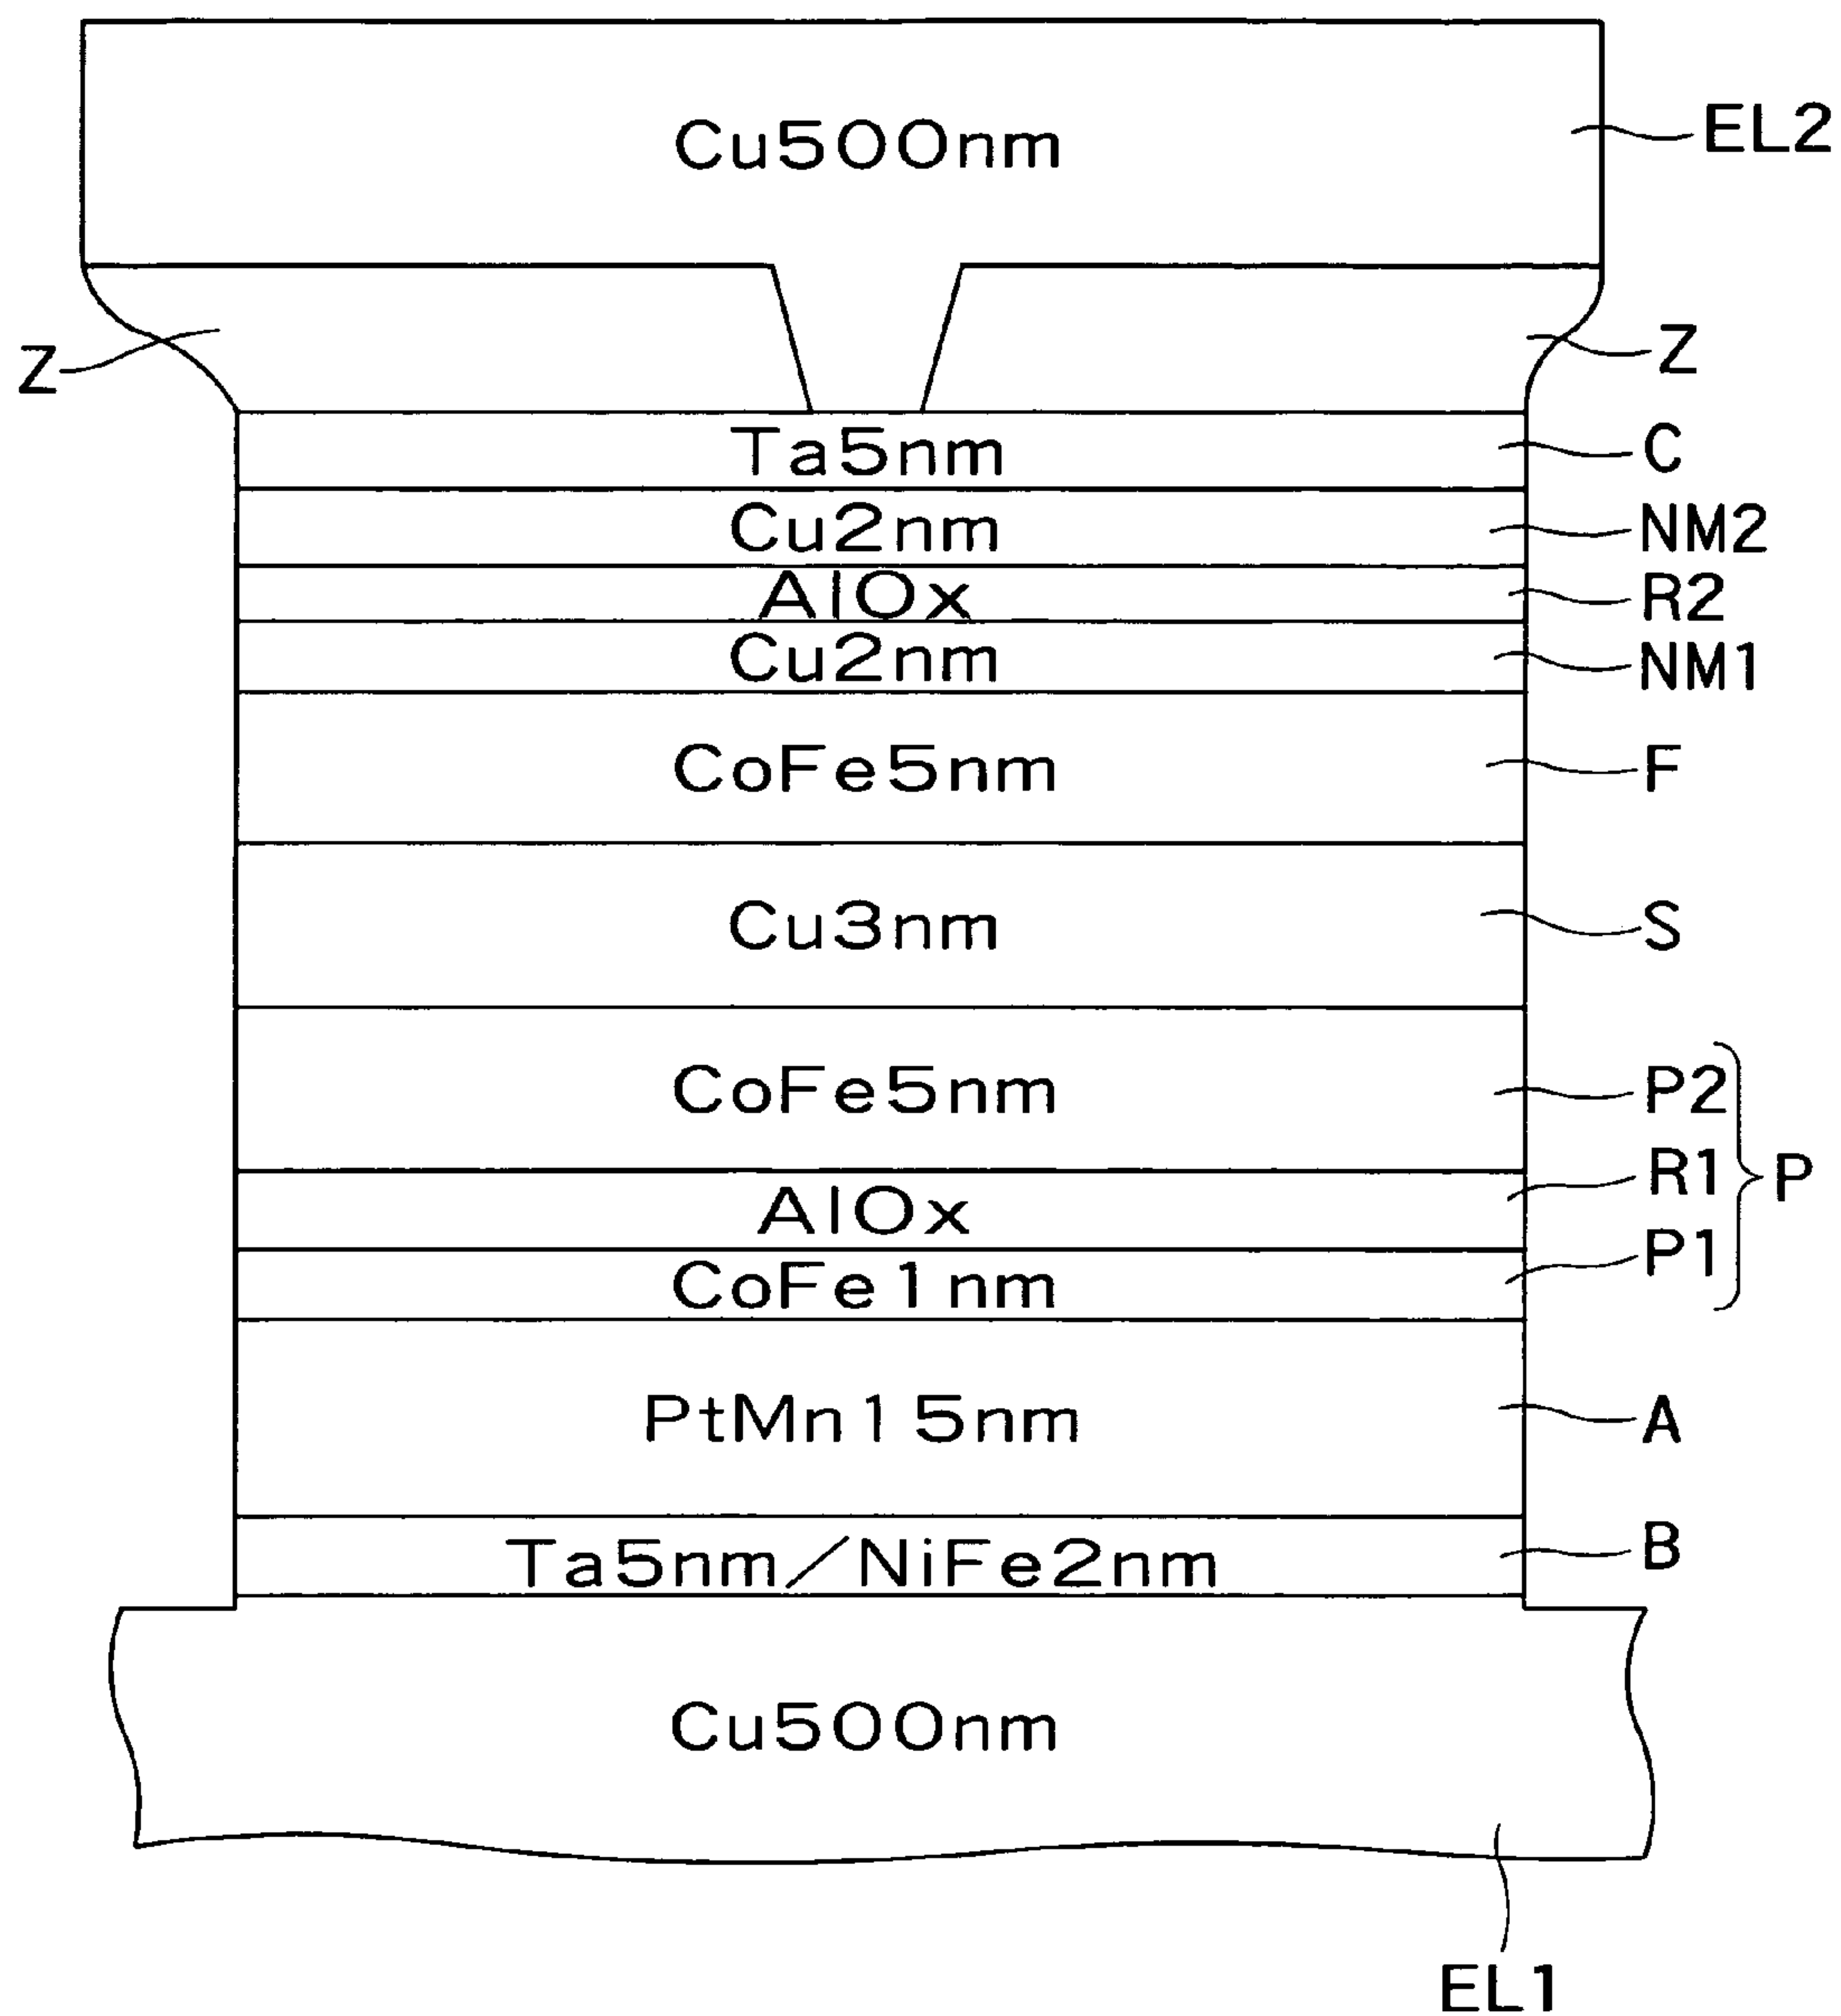 Cu500nm EL2
Z Z
Ta5nm C
Cu2nm NM2
AlOx R2
Cu2nm NM1
CoFe5nm F
Cu3nm S
CoFe5nm P2
AlOx R1 P
CoFe1nm P1
PtMn15nm A
Ta5nm/NiFe2nm B
Cu500nm
EL1